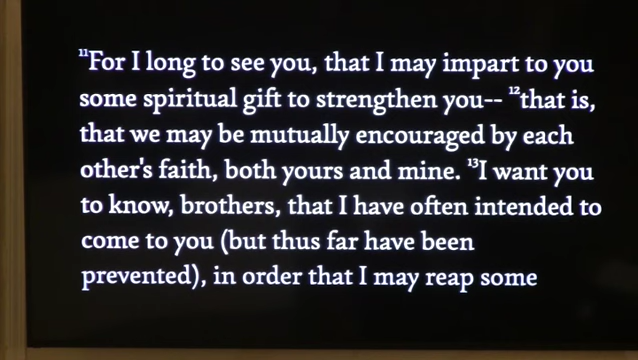 ¹¹For I long to see you, that I may impart to you
some spiritual gift to strengthen you-- ¹²that is,
that we may be mutually encouraged by each
other's faith, both yours and mine. ¹³I want you
to know, brothers, that I have often intended to
come to you (but thus far have been
prevented), in order that I may reap some